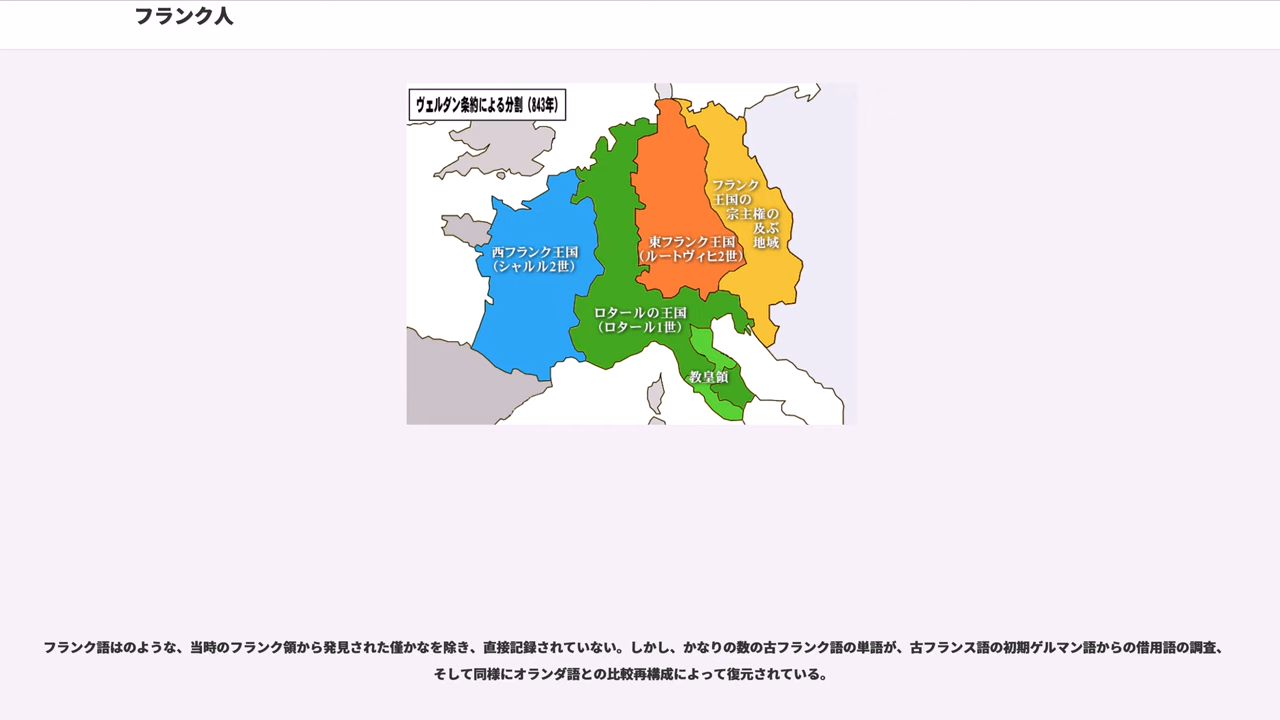 フランク人
ヴェルダン条約による分割（843年）
フランク
王国の
宗主権の
及ぶ
地域
東フランク王国
（ルートヴィヒ2世）
西フランク王国
（シャルル2世）
ロタールの王国
（ロタール1世）
教皇領
フランク語はのような、当時のフランク領から発見された僅かなを除き、直接記録されていない。しかし、かなりの数の古フランク語の単語が、古フランス語の初期ゲルマン語からの借用語の調査、
そして同様にオランダ語との比較再構成によって復元されている。